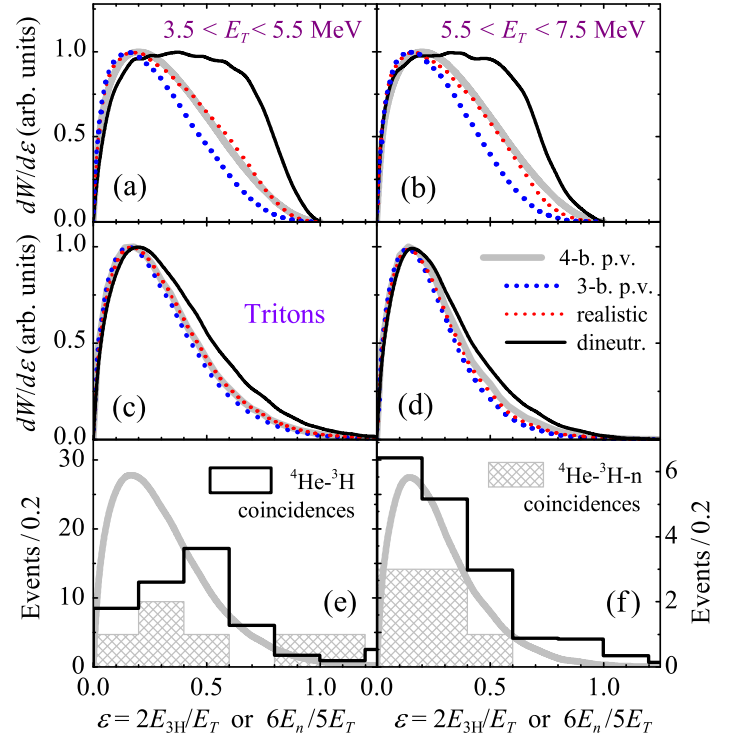 3.5 < E_T < 5.5 MeV
5.5 < E_T < 7.5 MeV
dW/dε (arb. units)
1.0
0.5
0.0
(a)
(b)
dW/dε (arb. units)
1.0
0.5
0.0
Tritons
(c)
(d)
4-b. p.v.
3-b. p.v.
realistic
dineutr.
Events / 0.2
30
20
10
0
⁴He-³H
coincidences
(e)
⁴He-³H-n
coincidences
(f)
6
4
2
0
Events / 0.2
0.0 0.5 1.0
0.0 0.5 1.0
ε = 2E_3H/E_T or 6E_n/5E_T
ε = 2E_3H/E_T or 6E_n/5E_T